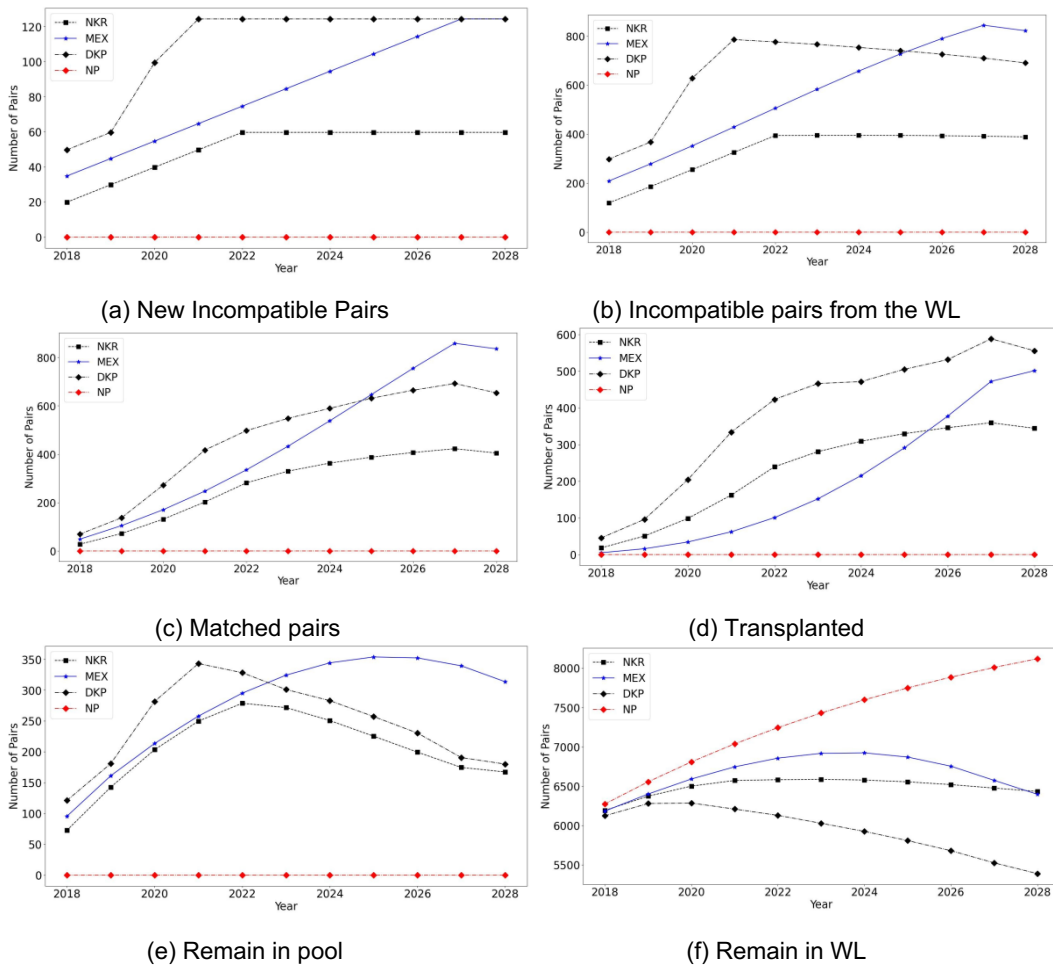 NKR
MEX
DKP
NP
120
100
80
60
40
20
0
Number of Pairs
2018 2020 2022 2024 2026 2028
Year
(a) New Incompatible Pairs
NKR
MEX
DKP
NP
800
600
400
200
0
Number of Pairs
2018 2020 2022 2024 2026 2028
Year
(b) Incompatible pairs from the WL
NKR
MEX
DKP
NP
800
600
400
200
0
Number of Pairs
2018 2020 2022 2024 2026 2028
Year
(c) Matched pairs
NKR
MEX
DKP
NP
600
500
400
300
200
100
0
Number of Pairs
2018 2020 2022 2024 2026 2028
Year
(d) Transplanted
NKR
MEX
DKP
NP
350
300
250
200
150
100
50
0
Number of Pairs
2018 2020 2022 2024 2026 2028
Year
(e) Remain in pool
NKR
MEX
DKP
NP
8000
7500
7000
6500
6000
5500
Number of Pairs
2018 2020 2022 2024 2026 2028
Year
(f) Remain in WL